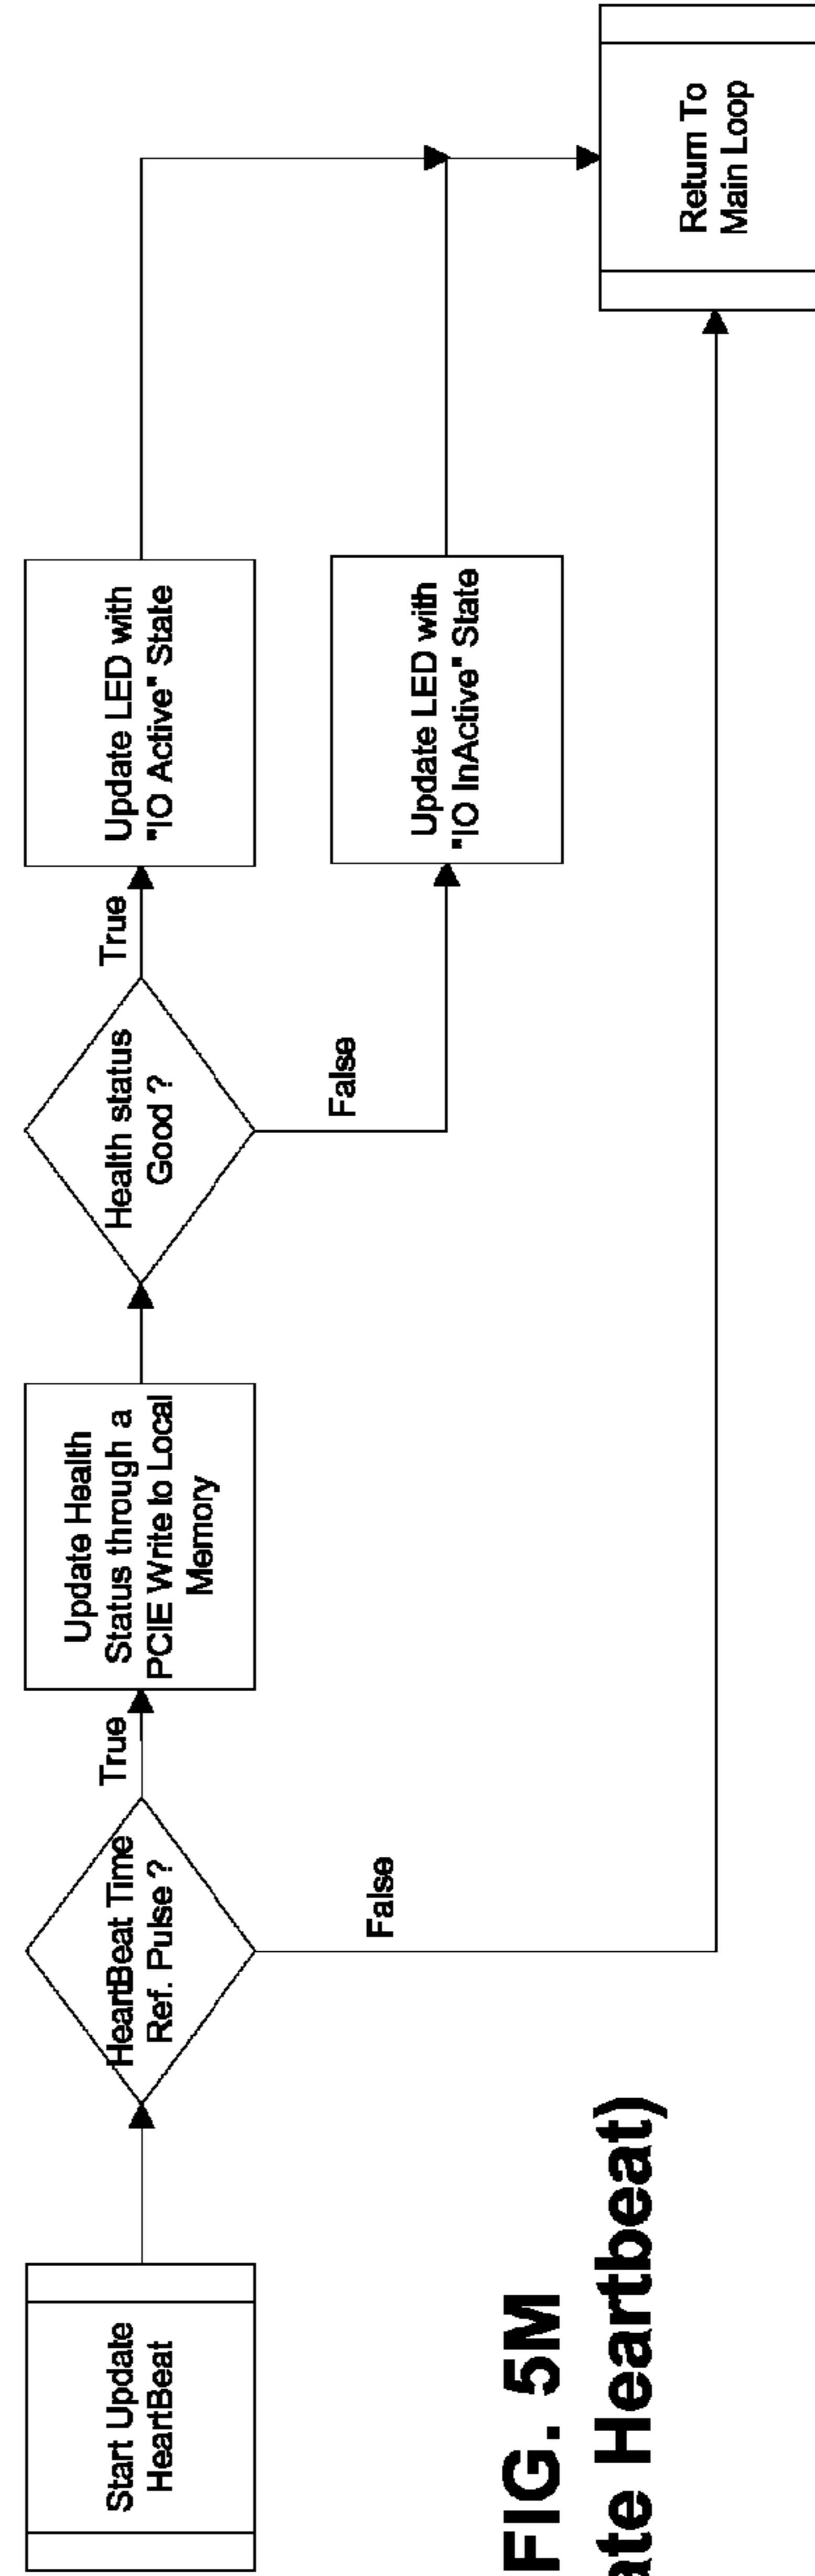 Start Update
HeartBeat
HeartBeat Time
Ref. Pulse ?
True
False
Update Health
Status through a
PCIE Write to Local
Memory
Health status
Good ?
True
False
Update LED with
"IO Active" State
Update LED with
"IO InActive" State
Return To
Main Loop
FIG. 5M
Heartbeat)